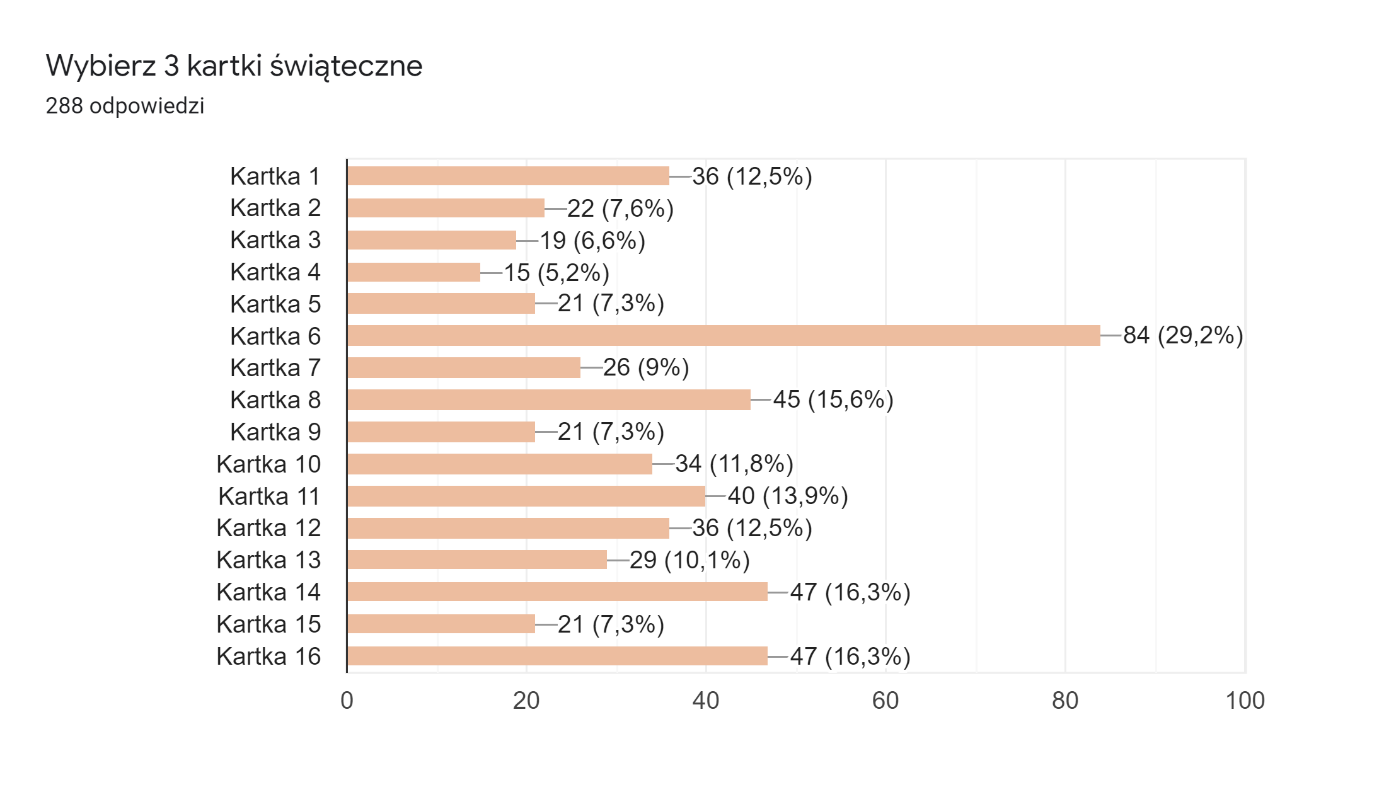 Wybierz 3 kartki świąteczne
288 odpowiedzi
Kartka 1 36 (12,5%)
Kartka 2 22 (7,6%)
Kartka 3 19 (6,6%)
Kartka 4 15 (5,2%)
Kartka 5 21 (7,3%)
Kartka 6 84 (29,2%)
Kartka 7 26 (9%)
Kartka 8 45 (15,6%)
Kartka 9 21 (7,3%)
Kartka 10 34 (11,8%)
Kartka 11 40 (13,9%)
Kartka 12 36 (12,5%)
Kartka 13 29 (10,1%)
Kartka 14 47 (16,3%)
Kartka 15 21 (7,3%)
Kartka 16 47 (16,3%)
0 20 40 60 80 100